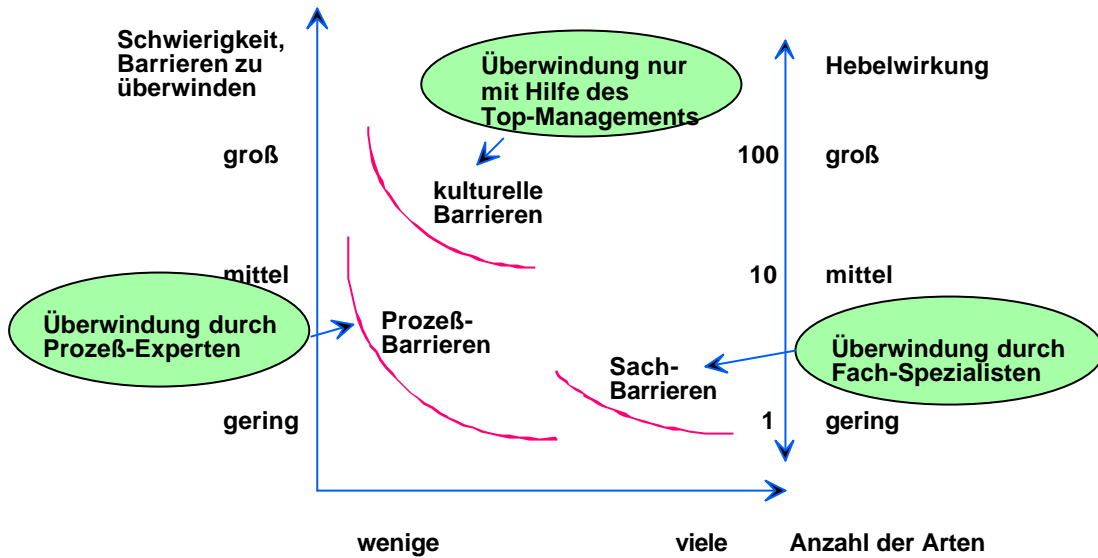 Schwierigkeit,
Barrieren zu
überwinden
Überwindung nur
mit Hilfe des
Top-Managements
Hebelwirkung
groß
100
groß
kulturelle
Barrieren
mittel
10
mittel
Überwindung durch
Prozeß-Experten
Prozeß-
Barrieren
Sach-
Barrieren
Überwindung durch
Fach-Spezialisten
gering
1
gering
wenige
viele
Anzahl der Arten